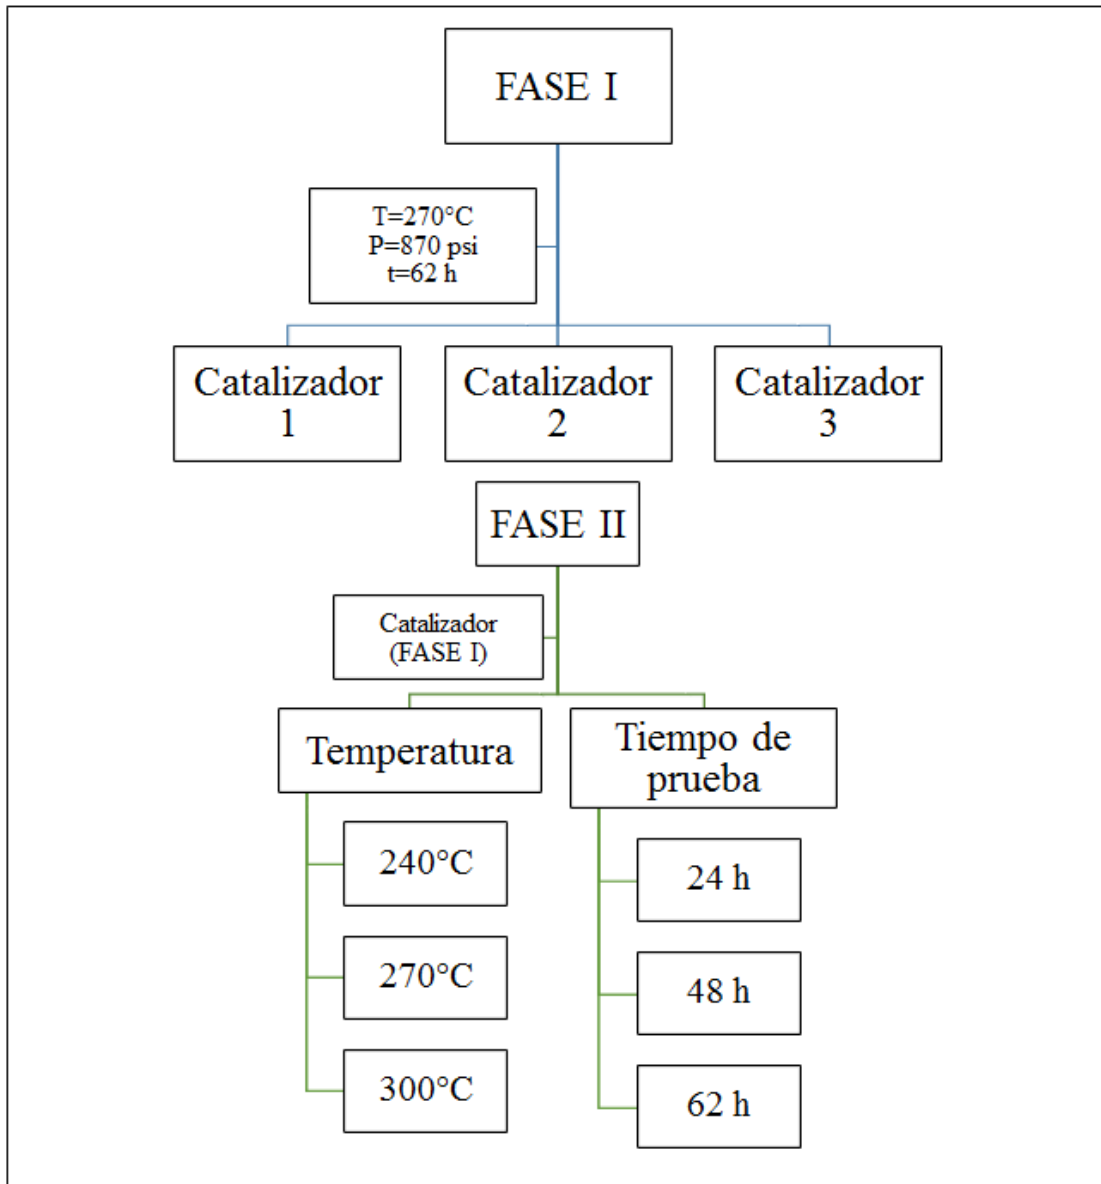 FASE I
T=270°C
P=870 psi
t=62 h
Catalizador
1
Catalizador
2
Catalizador
3
FASE II
Catalizador
(FASE I)
Temperatura
240°C
270°C
300°C
Tiempo de
prueba
24 h
48 h
62 h